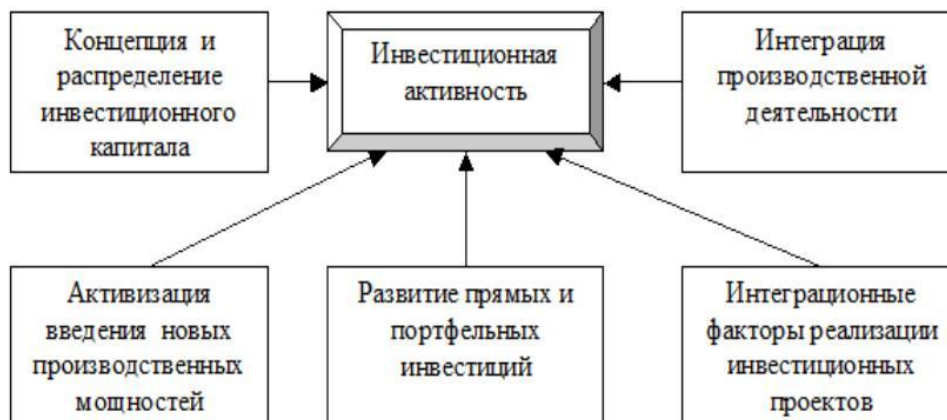 Концепция и
распределение
инвестиционного
капитала
Инвестиционная
активность
Интеграция
производственной
деятельности
Активизация
введения новых
производственных
мощностей
Развитие прямых и
портфельных
инвестиций
Интеграционные
факторы реализации
инвестиционных
проектов